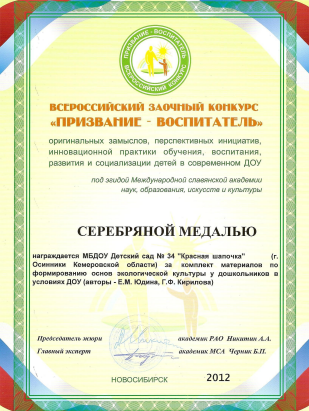 ПРИЗВАНИЕ - ВОСПИТАТЕЛЬ
ВСЕРОССИЙСКИЙ КОНКУРС
ВСЕРОССИЙСКИЙ ЗАОЧНЫЙ КОНКУРС
«ПРИЗВАНИЕ - ВОСПИТАТЕЛЬ»
оригинальных замыслов, перспективных инициатив,
инновационной практики обучения, воспитания,
развития и социализации детей в современном ДОУ
под эгидой Международной славянской академии
наук, образования, искусств и культуры
СЕРЕБРЯНОЙ МЕДАЛЬЮ
награждается МБДОУ Детский сад № 34 "Красная шапочка" (г.
Осинники Кемеровской области) за комплект материалов по
формированию основ экологической культуры у дошкольников в
условиях ДОУ (авторы - Е.М. Юдина, Г.Ф. Кирилова)
Председатель жюри академик РАО Никитин А.А.
Главный эксперт академик МСА Черник Б.П.
НОВОСИБИРСК 2012